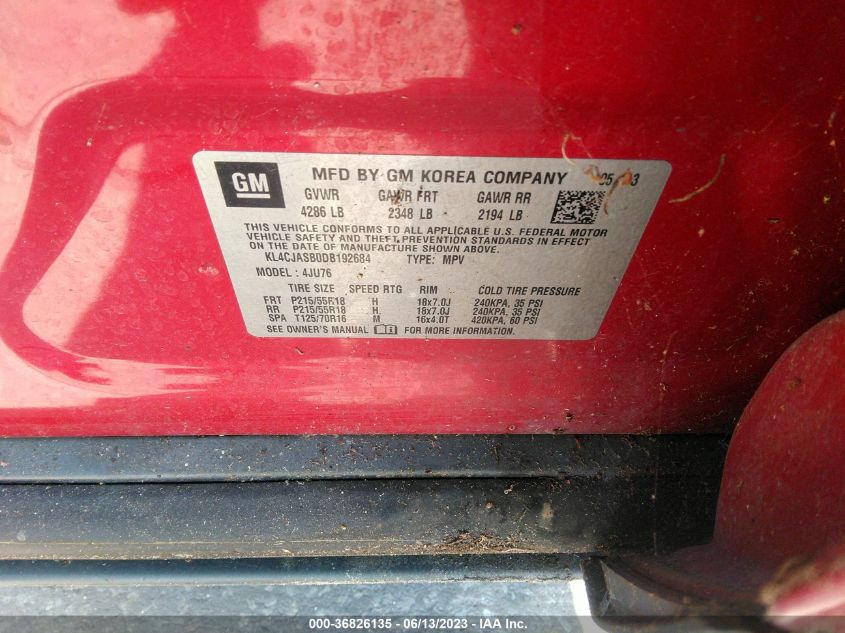 GM
MFD BY GM KOREA COMPANY
GVWR GAWR FRT GAWR RR
4286 LB 2348 LB 2194 LB
THIS VEHICLE CONFORMS TO ALL APPLICABLE U.S. FEDERAL MOTOR
VEHICLE SAFETY AND THEFT PREVENTION STANDARDS IN EFFECT
ON THE DATE OF MANUFACTURE SHOWN ABOVE.
KL4CJASB0DB192684 TYPE: MPV
MODEL: 4JU76
TIRE SIZE SPEED RTG RIM COLD TIRE PRESSURE
FRT P215/55R18 H 18x7.0J 240KPA, 35 PSI
RR P215/55R18 H 18x7.0J 240KPA, 35 PSI
SPA T125/70R16 M 16x4.0T 420KPA, 60 PSI
SEE OWNER'S MANUAL FOR MORE INFORMATION.
000-36826135 - 06/13/2023 - IAA Inc.